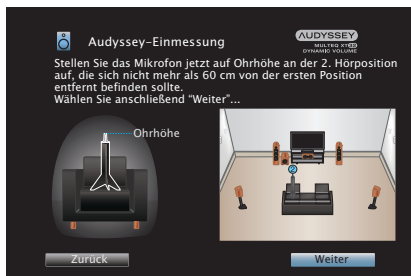 Audyssey-Einmessung
AUDYSSEY
MULTEQ XT32
DYNAMIC VOLUME
Stellen Sie das Mikrofon jetzt auf Ohrhöhe an der 2. Hörposition
auf, die sich nicht mehr als 60 cm von der ersten Position
entfernt befinden sollte.
Wählen Sie anschließend “Weiter”...
Ohrhöhe
2
Zurück
Weiter